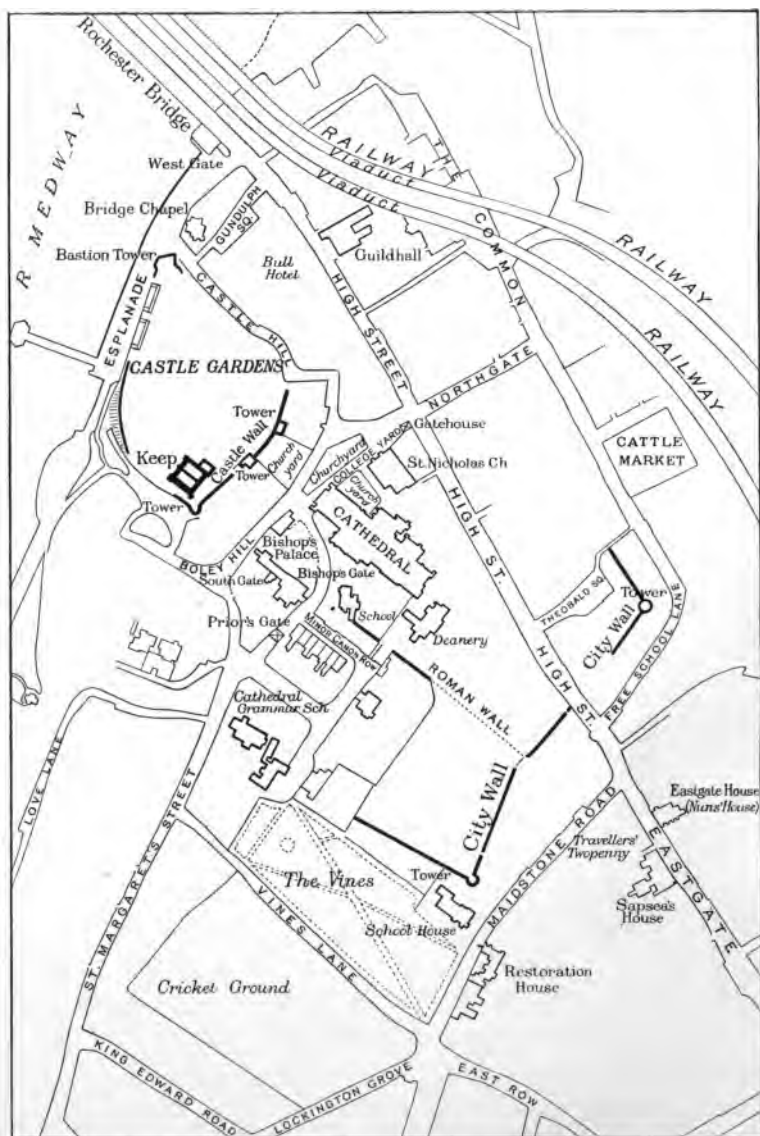 Rochester Bridge
R MEDWAY
RAILWAY
Viaduct
Viaduct
THE COMMON
RAILWAY
RAILWAY
West Gate
Bridge Chapel
GUNDULPH
SQ.
Bastion Tower
Bull
Hotel
Guildhall
HIGH STREET
ESPLANADE
CASTLE HILL
CASTLE GARDENS
NORTHGATE
Tower
Castle Wall
Gatehouse
Keep
Tower
Church
yard
Churchyard
COLLEGE YARD
St. Nicholas Ch
CATTLE
MARKET
Tower
Church
yard
CATHEDRAL
HIGH ST.
BOLEY HILL
Bishop's
Palace
South Gate
Bishop's Gate
School
Prior's Gate
MINOR CANON ROW
Deanery
THEOBALD SQ.
Tower
City Wall
FREE SCHOOL LANE
ROMAN WALL
HIGH ST.
Cathedral
Grammar Sch
LOVE LANE
ST. MARGARET'S STREET
City Wall
Eastgate House
(Nuns' House)
MAIDSTONE ROAD
Travellers'
Twopenny
EASTGATE
The Vines
Tower
Sapsea's
House
School House
VINES LANE
Cricket Ground
Restoration
House
KING EDWARD ROAD
LOCKINGTON GROVE
EAST ROW